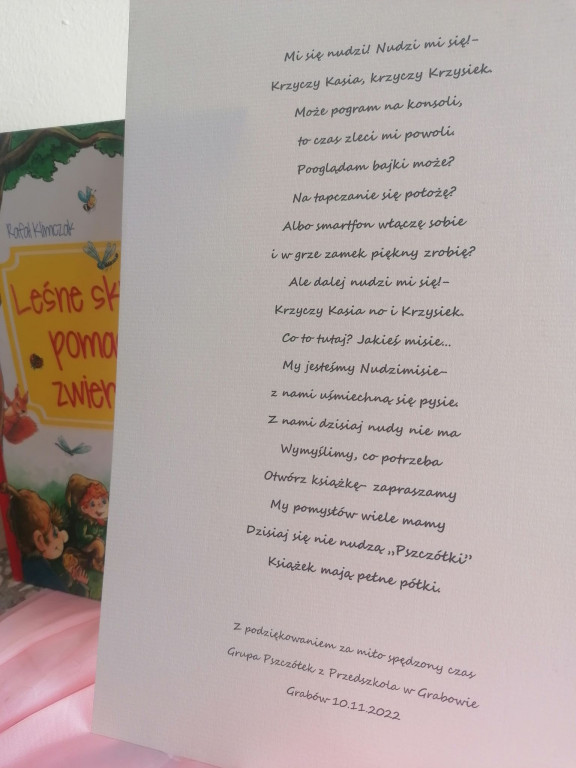 Mi się nudzi! Nudzi mi się!-
Krzyczy Kasia, krzyczy Krzysiek.
Może pogram na konsoli,
to czas zleci mi powoli.
Pooglądam bajki może?
Na tapczanie się położę?
Albo smartfon włączę sobie
i w grze zamek piękny zrobię?
Ale dalej nudzi mi się!-
Krzyczy Kasia no i Krzysiek.
Co to tutaj? Jakieś misie...
My jesteśmy Nudzimisie-
z nami uśmiechną się pysie.
Z nami dzisiaj nudy nie ma
Wymyślimy, co potrzeba
Otwórz książkę- zapraszamy
My pomysłów wiele mamy
Dzisiaj się nie nudzą „Pszczółki”
Książek mają pełne półki.
Z podziękowaniem za miło spędzony czas
Grupa Pszczółek z Przedszkola w Grabowie
Grabów 10.11.2022
Rafał Klimczak
Leśne sk
poma
zwier